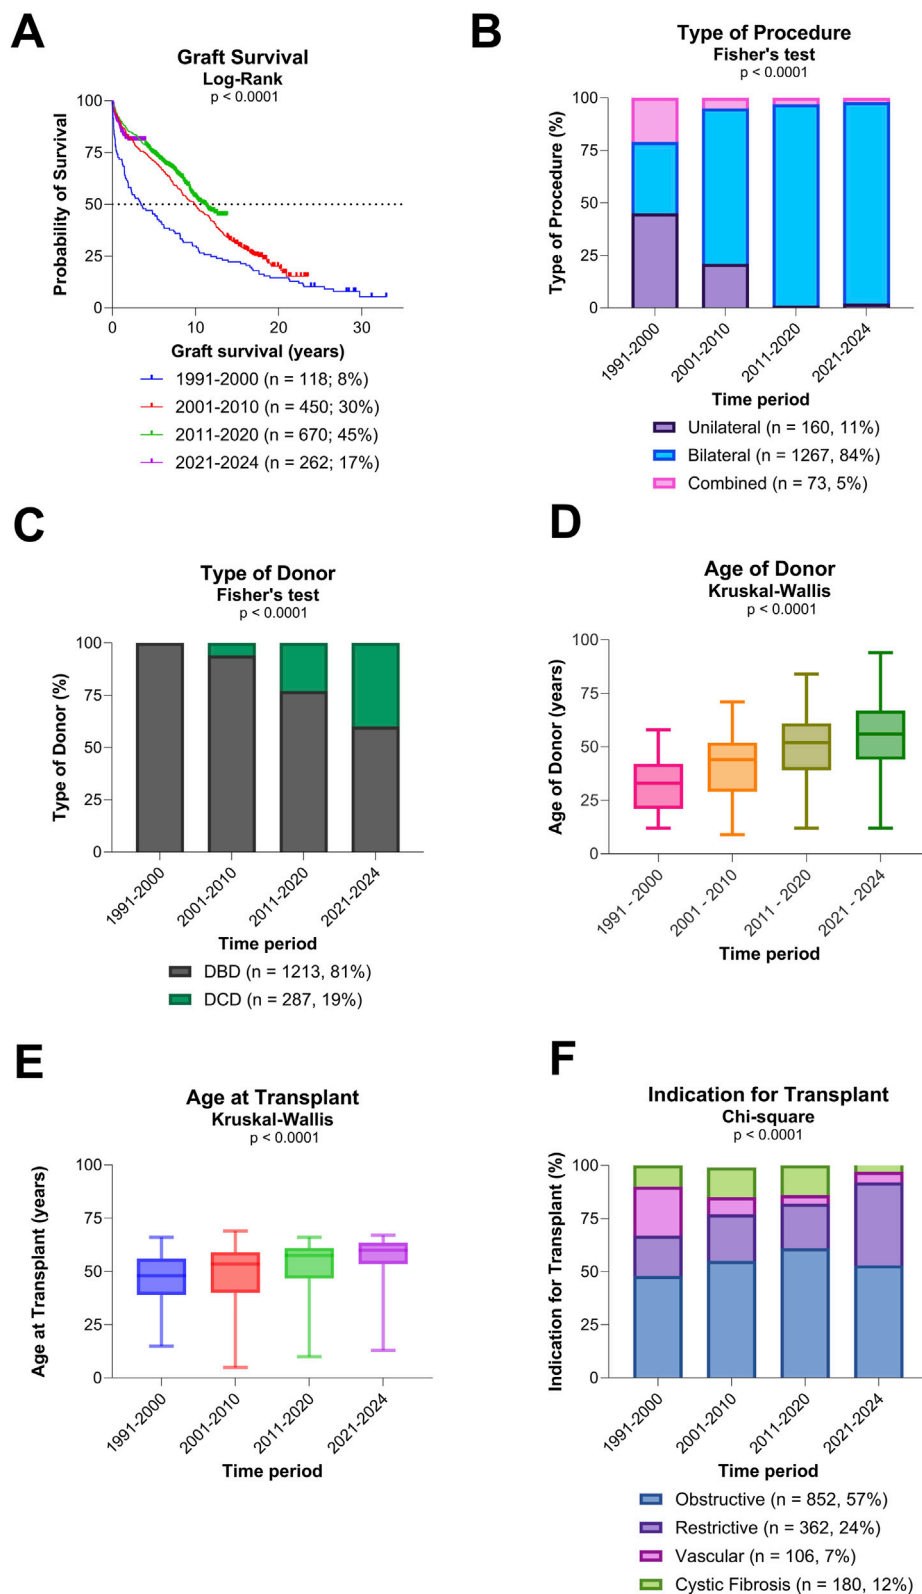 A
Graft Survival
Log-Rank
p < 0.0001
Probability of Survival
100
75
50
25
0
0 10 20 30
Graft survival (years)
1991-2000 (n = 118; 8%)
2001-2010 (n = 450; 30%)
2011-2020 (n = 670; 45%)
2021-2024 (n = 262; 17%)
B
Type of Procedure
Fisher's test
p < 0.0001
Type of Procedure (%)
100
75
50
25
0
1991-2000
2001-2010
2011-2020
2021-2024
Time period
Unilateral (n = 160, 11%)
Bilateral (n = 1267, 84%)
Combined (n = 73, 5%)
C
Type of Donor
Fisher's test
p < 0.0001
Type of Donor (%)
100
75
50
25
0
1991-2000
2001-2010
2011-2020
2021-2024
Time period
DBD (n = 1213, 81%)
DCD (n = 287, 19%)
D
Age of Donor
Kruskal-Wallis
p < 0.0001
Age of Donor (years)
100
75
50
25
0
1991 - 2000
2001 - 2010
2011 - 2020
2021 - 2024
Time period
E
Age at Transplant
Kruskal-Wallis
p < 0.0001
Age at Transplant (years)
100
75
50
25
0
1991-2000
2001-2010
2011-2020
2021-2024
Time period
F
Indication for Transplant
Chi-square
p < 0.0001
Indication for Transplant (%)
100
75
50
25
0
1991-2000
2001-2010
2011-2020
2021-2024
Time period
Obstructive (n = 852, 57%)
Restrictive (n = 362, 24%)
Vascular (n = 106, 7%)
Cystic Fibrosis (n = 180, 12%)